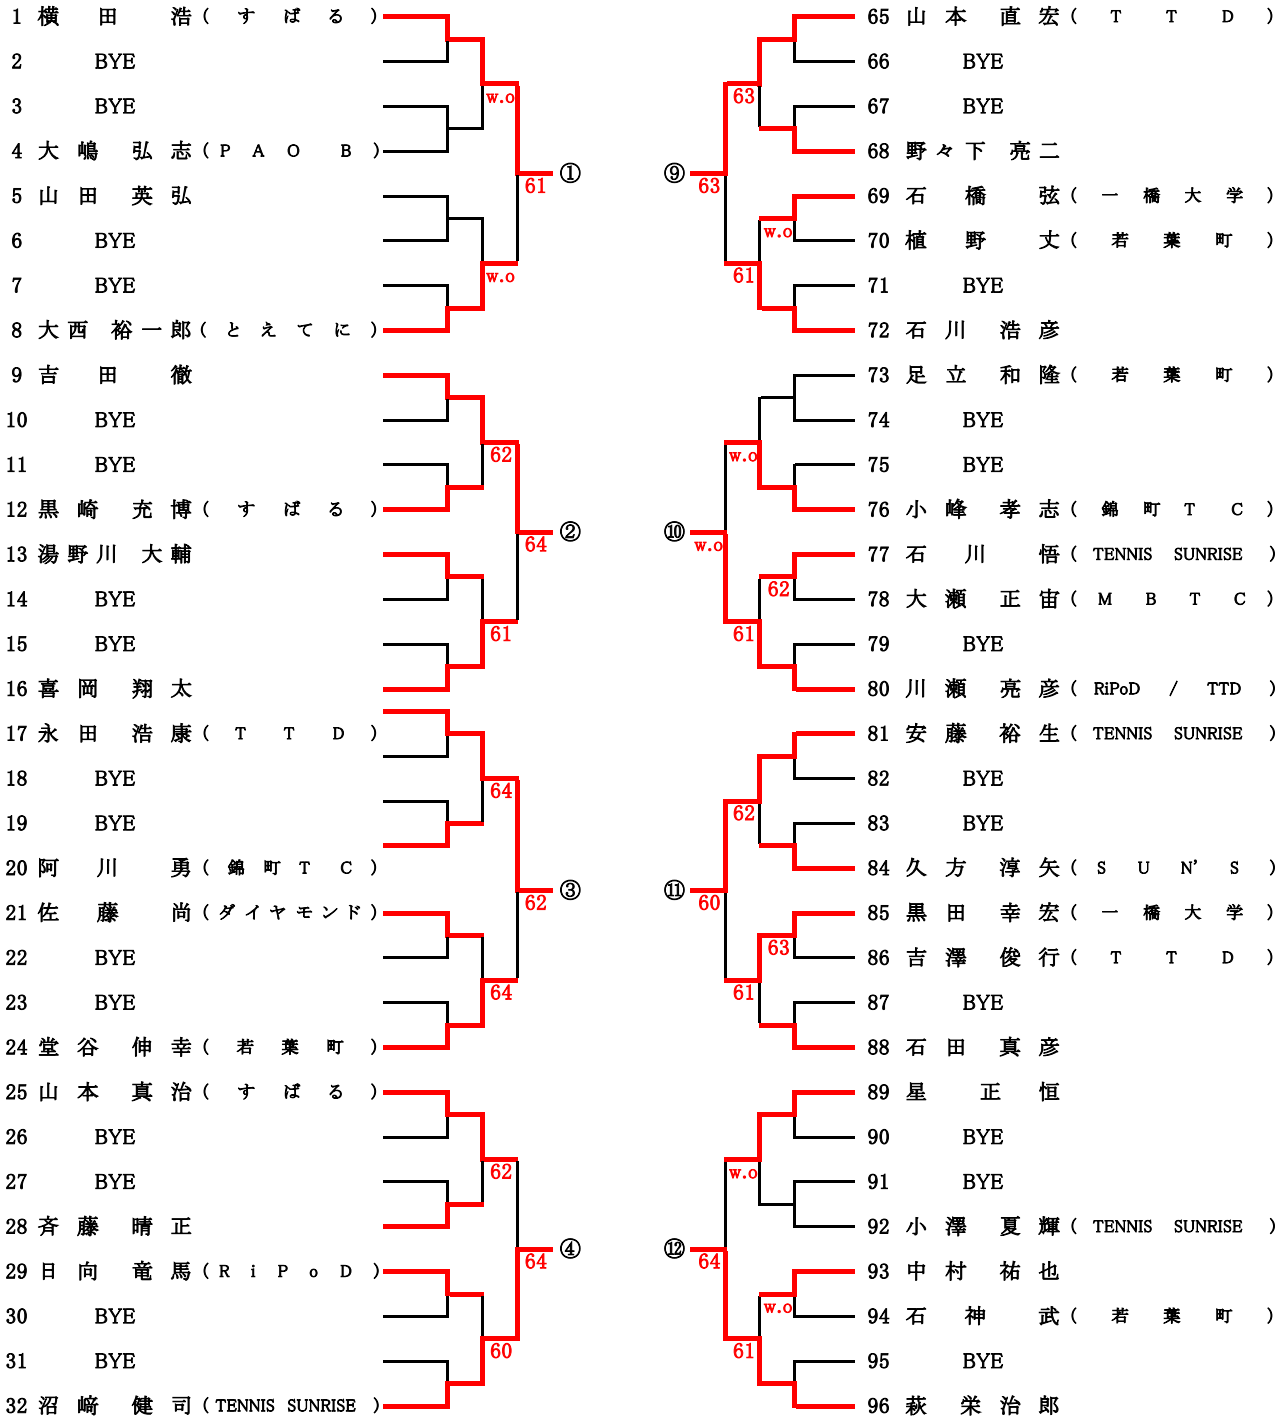 1 横田 浩 (すばる)
2 BYE
w.o
3 BYE
4 大嶋 弘志 (PAOB)
61 ①
5 山田 英弘
6 BYE
w.o
7 BYE
8 大西 裕一郎 (とえてに)
9 吉田 徹
10 BYE
62
11 BYE
12 黒崎 充博 (すばる)
64 ②
13 湯野川 大輔
14 BYE
61
15 BYE
16 喜岡 翔太
17 永田 浩康 (TTD)
18 BYE
64
19 BYE
20 阿川 勇 (錦町TC)
62 ③
21 佐藤 尚 (ダイヤモンド)
22 BYE
64
23 BYE
24 堂谷 伸幸 (若葉町)
25 山本 真治 (すばる)
26 BYE
62
27 BYE
28 斉藤 晴正
64 ④
29 日向 竜馬 (RiPoD)
30 BYE
60
31 BYE
32 沼﨑 健司 (TENNIS SUNRISE)
65 山本 直宏 (TTD)
66 BYE
63
67 BYE
68 野々下 亮二
⑨ 63
69 石橋 弦 (一橋大学)
w.o
70 植野 丈 (若葉町)
61
71 BYE
72 石川 浩彦
73 足立 和隆 (若葉町)
74 BYE
w.o
75 BYE
76 小峰 孝志 (錦町TC)
⑩ w.o
77 石川 悟 (TENNIS SUNRISE)
62
78 大瀬 正宙 (MBTC)
61
79 BYE
80 川瀬 亮彦 (RiPoD / TTD)
81 安藤 裕生 (TENNIS SUNRISE)
82 BYE
62
83 BYE
84 久方 淳矢 (SUN'S)
⑪ 60
85 黒田 幸宏 (一橋大学)
63
86 吉澤 俊行 (TTD)
61
87 BYE
88 石田 真彦
89 星 正恒
90 BYE
w.o
91 BYE
92 小澤 夏輝 (TENNIS SUNRISE)
⑫ 64
93 中村 祐也
w.o
94 石神 武 (若葉町)
61
95 BYE
96 萩 栄治郎